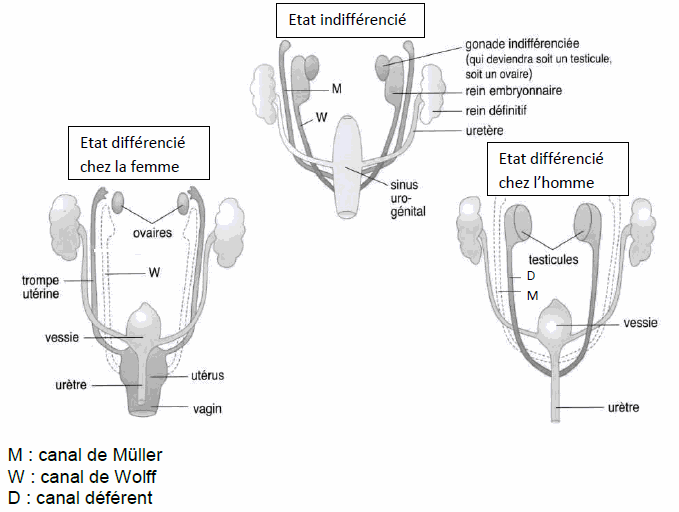 Etat indifférencié
gonade indifférenciée
(qui deviendra soit un testicule,
soit un ovaire)
M
rein embryonnaire
rein définitif
W
uretère
sinus
uro-
génital
Etat différencié
chez la femme
ovaires
W
trompe
utérine
vessie
utérus
urètre
vagin
Etat différencié
chez l'homme
testicules
D
M
vessie
urètre
M : canal de Müller
W : canal de Wolff
D : canal déférent